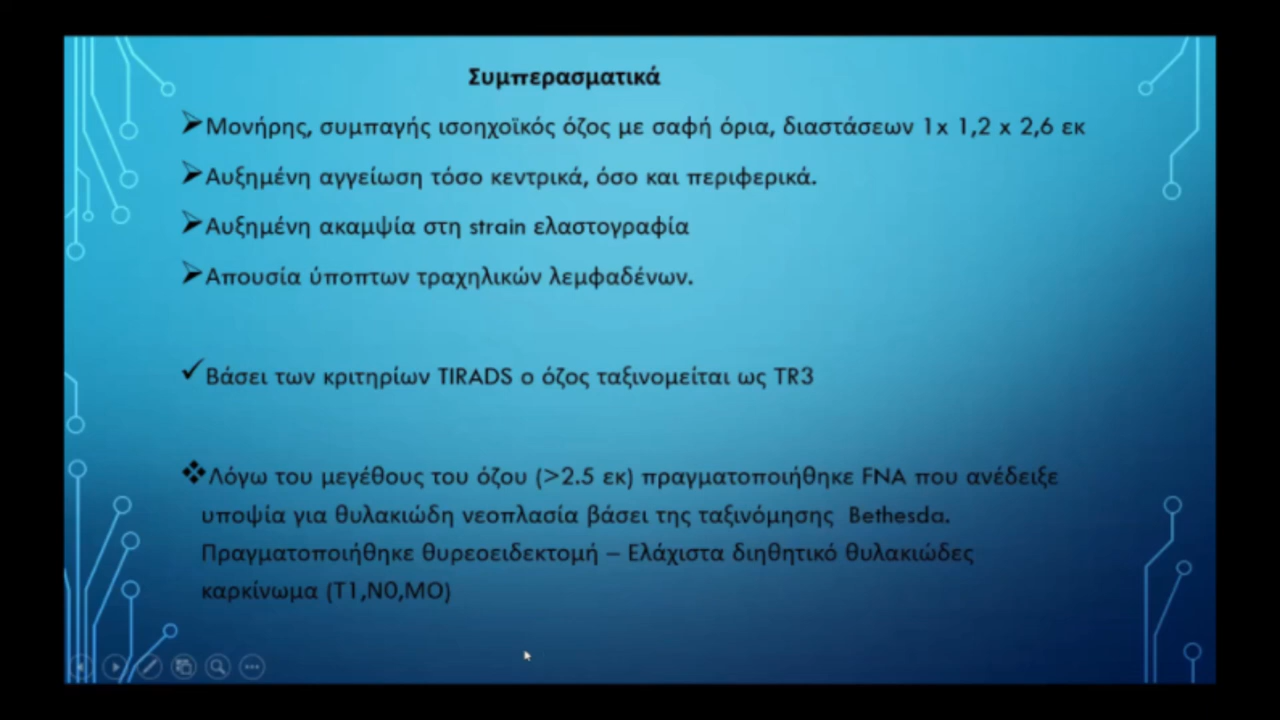 Συμπερασματικά
Μονήρης, συμπαγής ισοηχοϊκός όζος με σαφή όρια, διαστάσεων 1x 1,2 x 2,6 εκ
Αυξημένη αγγείωση τόσο κεντρικά, όσο και περιφερικά.
Αυξημένη ακαμψία στη strain ελαστογραφία
Απουσία ύποπτων τραχηλικών λεμφαδένων.
Βάσει των κριτηρίων TIRADS ο όζος ταξινομείται ως TR3
Λόγω του μεγέθους του όζου (>2.5 εκ) πραγματοποιήθηκε FNA που ανέδειξε
υποψία για θυλακιώδη νεοπλασία βάσει της ταξινόμησης Bethesda.
Πραγματοποιήθηκε θυρεοειδεκτομή – Ελάχιστα διηθητικό θυλακιώδες
καρκίνωμα (T1,N0,MO)